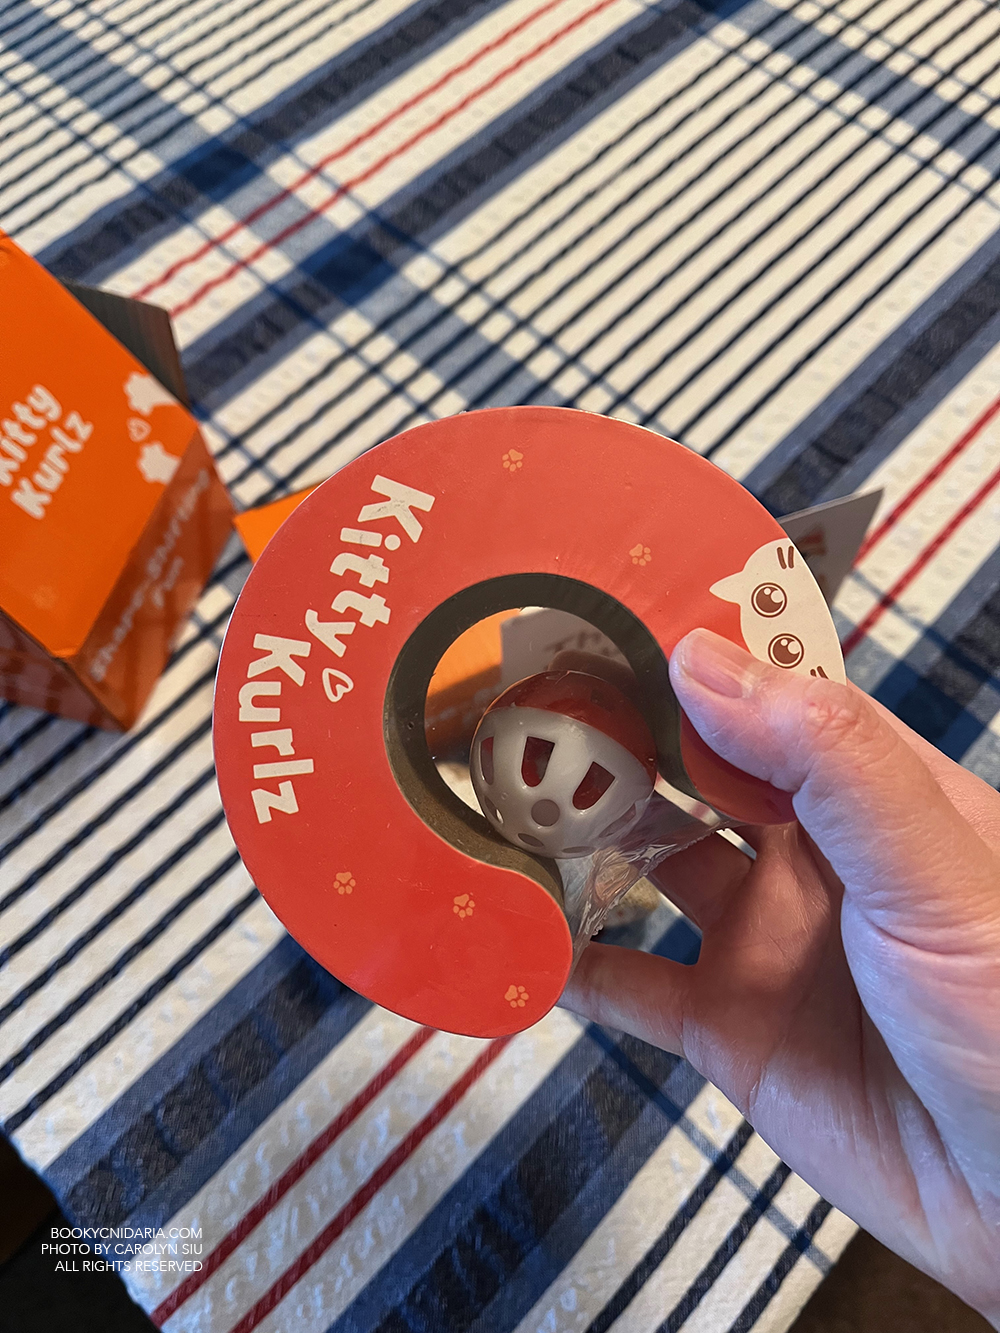 Kitty
Kurlz
Kitty
Kurlz
BOOKYCNIDARIA.COM
PHOTO BY CAROLYN SIU
ALL RIGHTS RESERVED